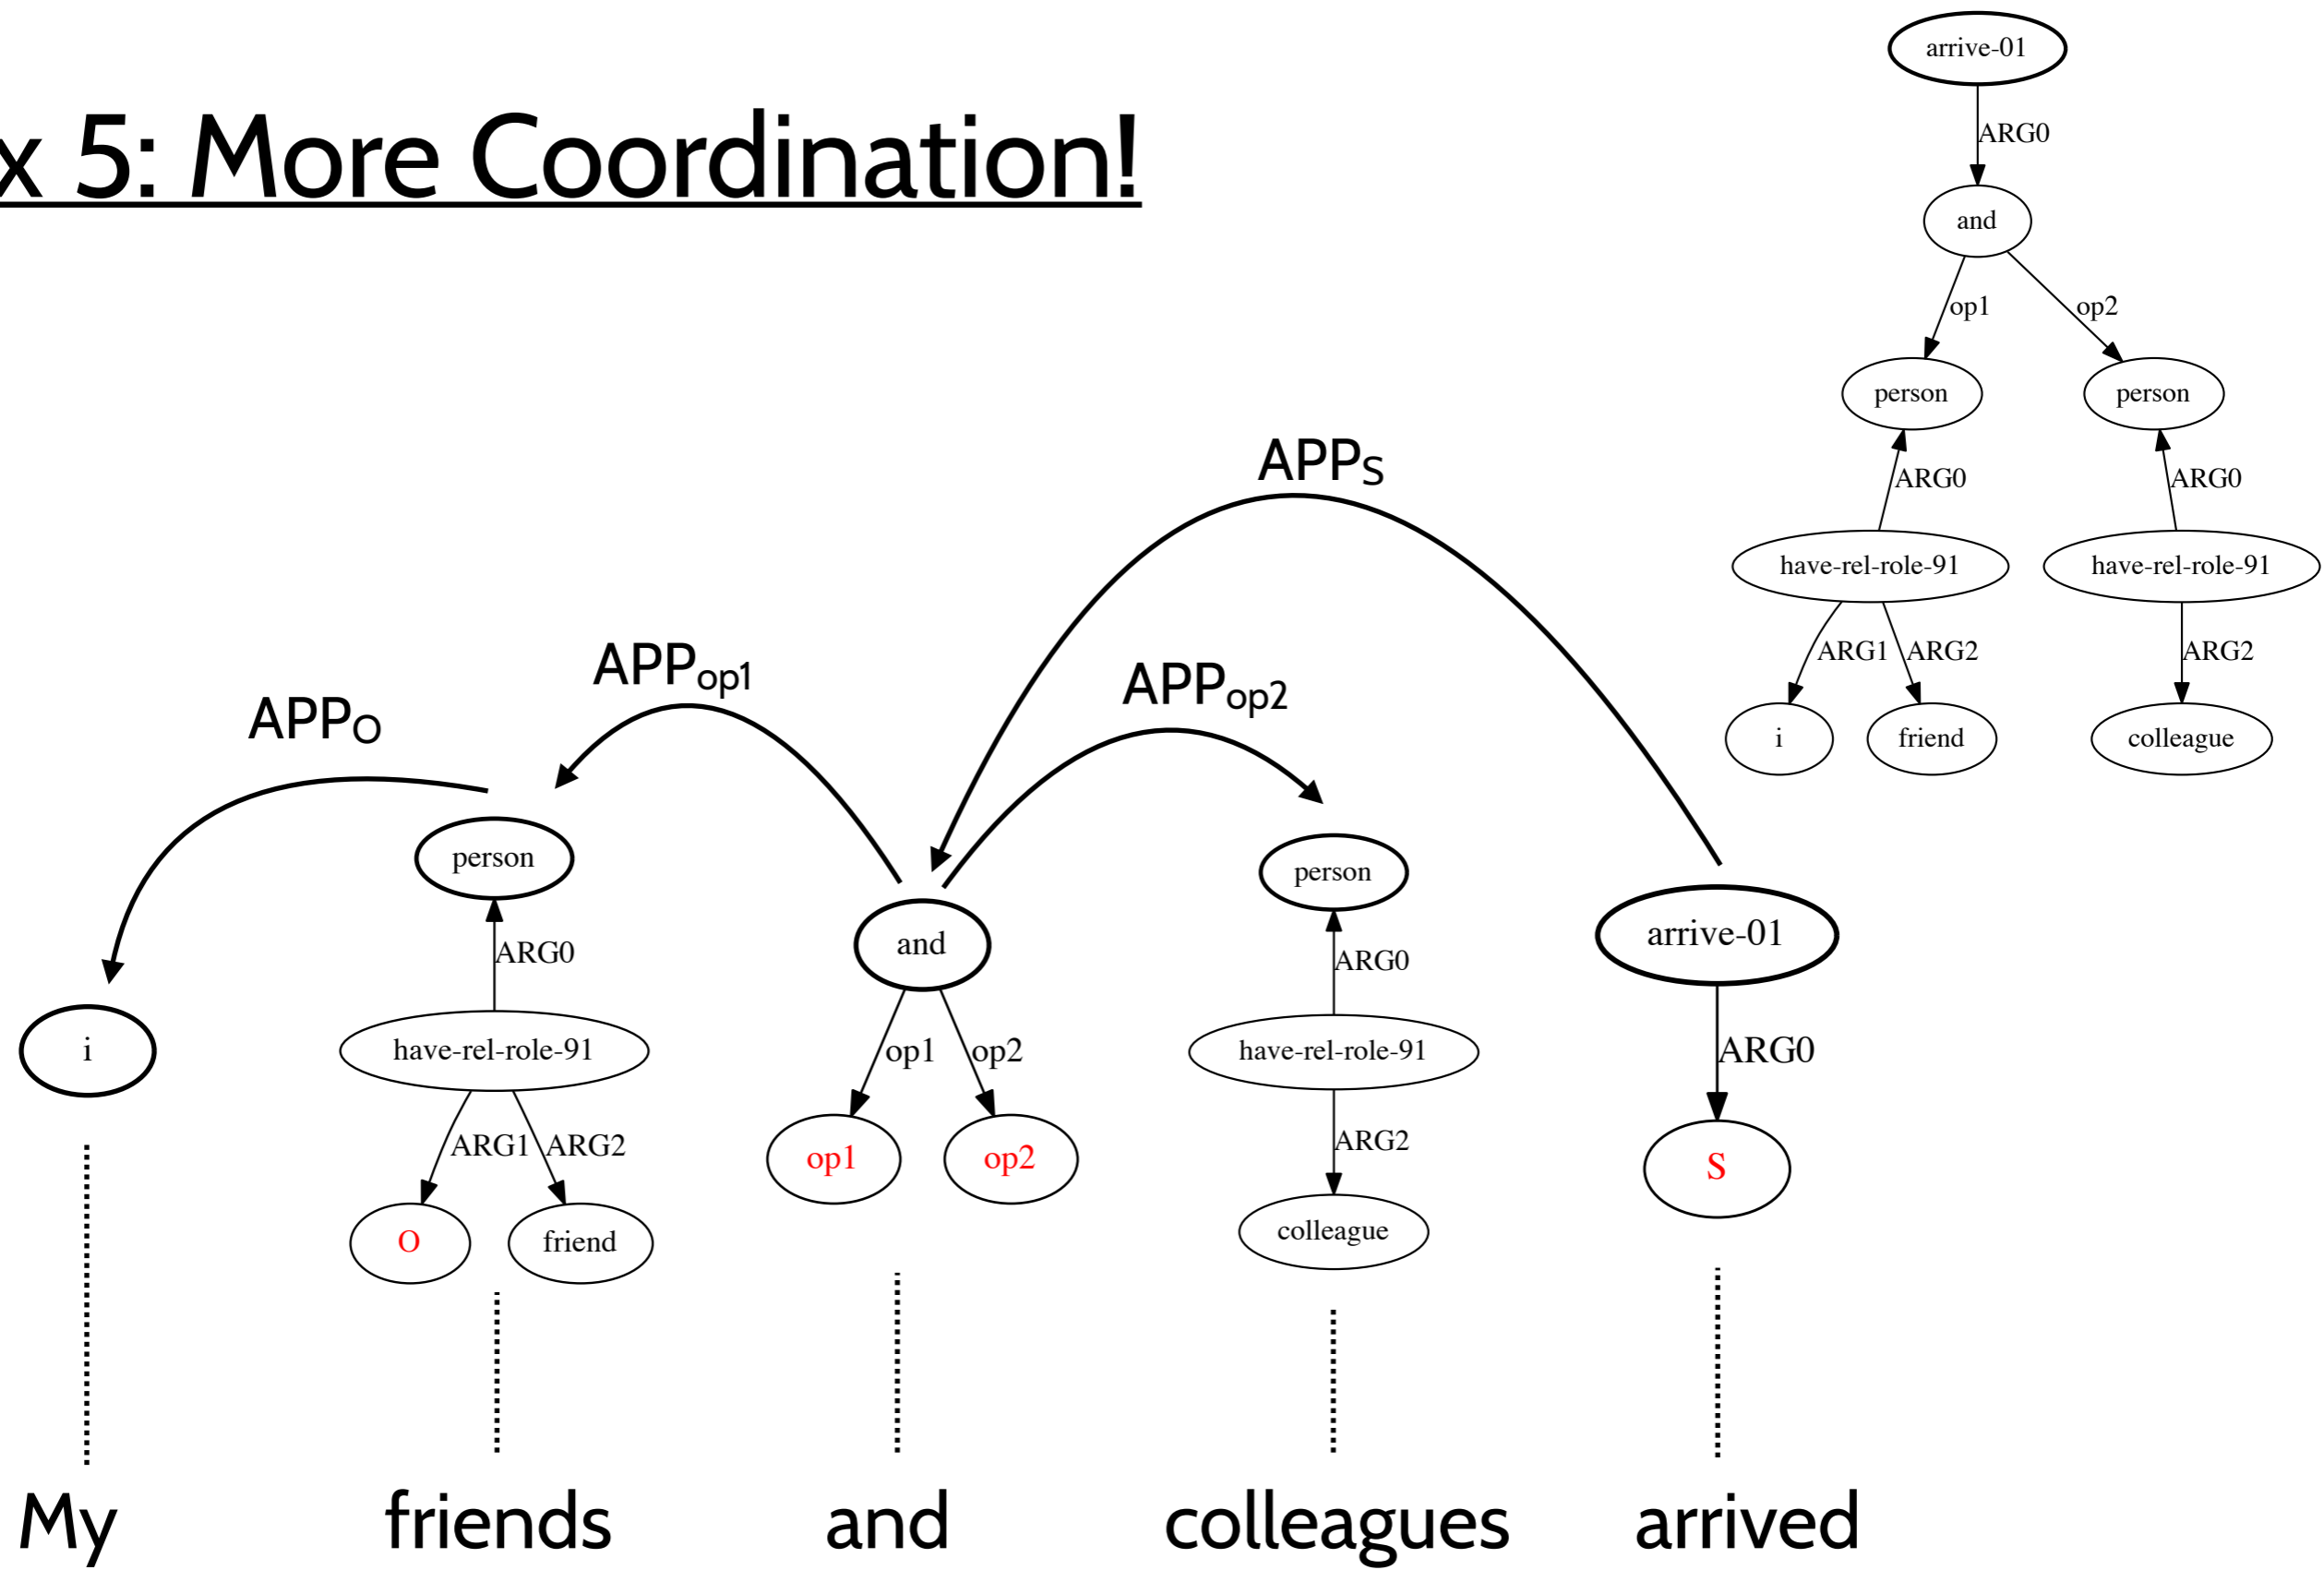 x 5: More Coordination!
arrive-01
ARG0
and
op1 op2
person person
ARG0 ARG0
have-rel-role-91 have-rel-role-91
ARG1 ARG2 ARG2
i friend colleague
APPS
APPop1
APPop2
APPO
person person
and arrive-01
ARG0 ARG0
i have-rel-role-91 op1 op2 have-rel-role-91 ARG0
ARG1 ARG2 op1 op2 ARG2 S
O friend colleague
My friends and colleagues arrived